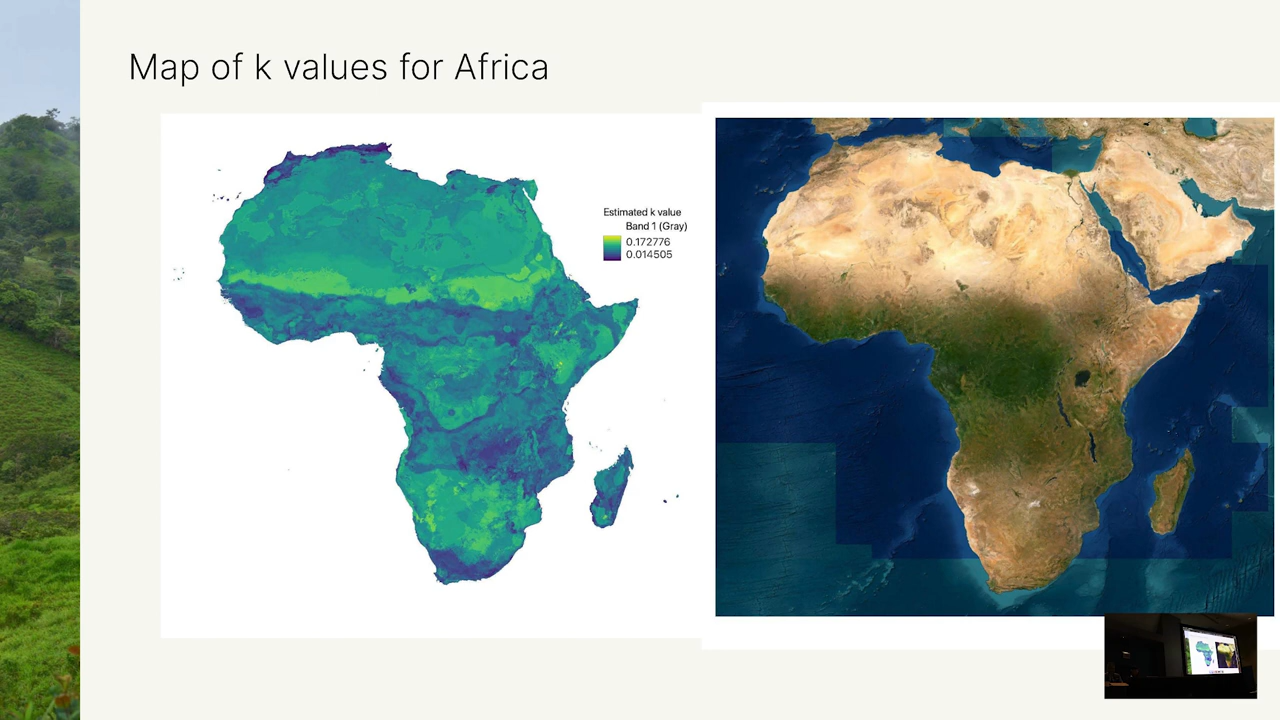 Map of k values for Africa
Estimated k value
Band 1 (Gray)
0.172776
0.014505